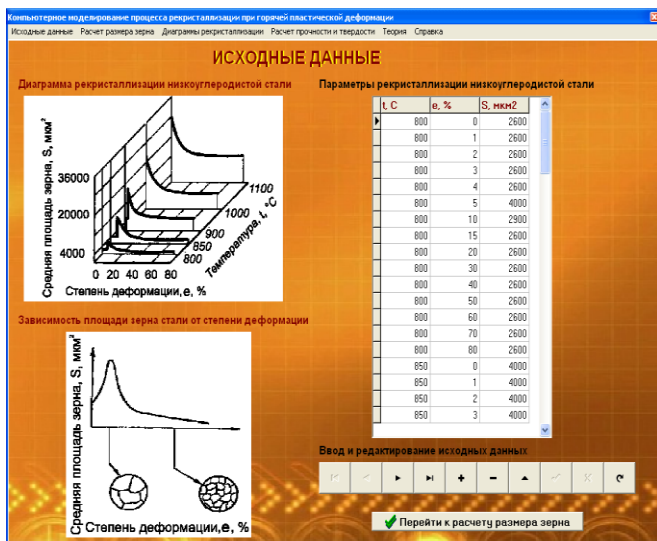 Компьютерное моделирование процесса рекристаллизации при горячей пластической деформации
Исходные данные Расчет размера зерна Диаграммы рекристаллизации Расчет прочности и твердости Теория Справка
ИСХОДНЫЕ ДАННЫЕ
Диаграмма рекристаллизации низкоуглеродистой стали
Средняя площадь зерна, S, мкм²
36000
20000
4000
0 20 40 60 80
Степень деформации, е, %
800
850
900
1000
1100
Температура, t, °C
Зависимость площади зерна стали от степени деформации
Средняя площадь зерна, S, мкм²
Степень деформации, е, %
Параметры рекристаллизации низкоуглеродистой стали
t, C e, % S, мкм2
800 0 2600
800 1 2600
800 2 2600
800 3 2600
800 4 2600
800 5 4000
800 10 2900
800 15 2600
800 20 2600
800 30 2600
800 40 2600
800 50 2600
800 60 2600
800 70 2600
800 80 2600
850 0 4000
850 1 4000
850 2 4000
850 3 4000
Ввод и редактирование исходных данных
Перейти к расчету размера зерна